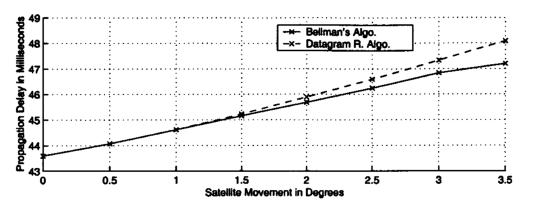 Propagation Delay in Milliseconds
49
48
47
46
45
44
43
Bellman's Algo.
Datagram R. Algo.
0 0.5 1 1.5 2 2.5 3 3.5
Satellite Movement in Degrees